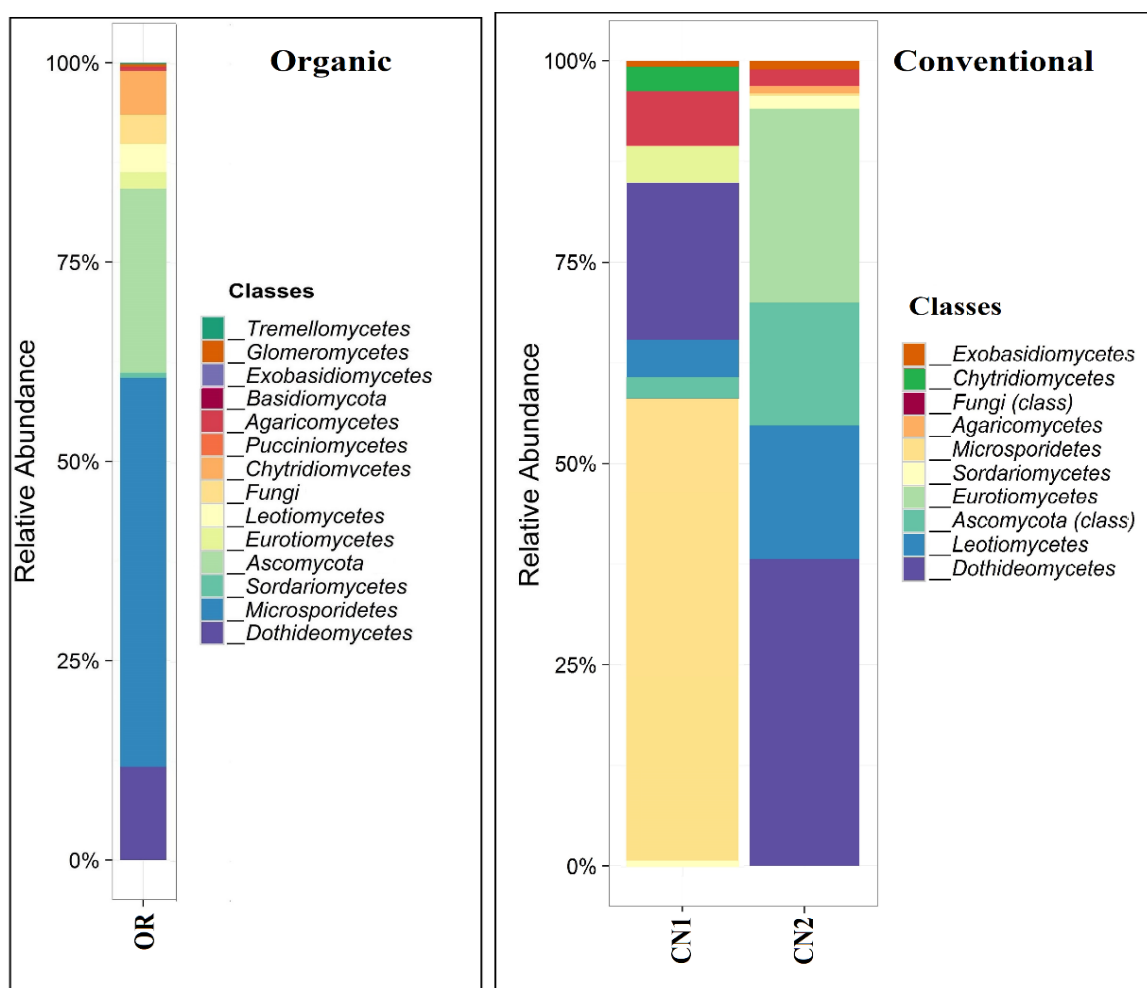 Organic
100%
75%
50%
25%
0%
Relative Abundance
OR
Classes
__Tremellomycetes
__Glomeromycetes
__Exobasidiomycetes
__Basidiomycota
__Agaricomycetes
__Pucciniomycetes
__Chytridiomycetes
__Fungi
__Leotiomycetes
__Eurotiomycetes
__Ascomycota
__Sordariomycetes
__Microsporidetes
__Dothideomycetes
Conventional
100%
75%
50%
25%
0%
Relative Abundance
CN1
CN2
Classes
__Exobasidiomycetes
__Chytridiomycetes
__Fungi (class)
__Agaricomycetes
__Microsporidetes
__Sordariomycetes
__Eurotiomycetes
__Ascomycota (class)
__Leotiomycetes
__Dothideomycetes